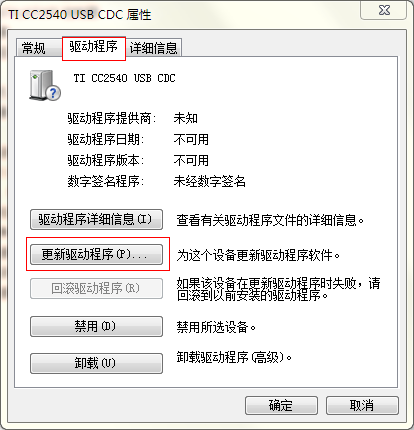 TI CC2540 USB CDC 属性
常规 驱动程序 详细信息
TI CC2540 USB CDC
驱动程序提供商: 未知
驱动程序日期: 不可用
驱动程序版本: 不可用
数字签名程序: 未经数字签名
驱动程序详细信息(I) 查看有关驱动程序文件的详细信息。
更新驱动程序(P)... 为这个设备更新驱动程序软件。
回滚驱动程序(R) 如果该设备在更新驱动程序时失败，请
回滚到以前安装的驱动程序。
禁用(D) 禁用所选设备。
卸载(U) 卸载驱动程序(高级)。
确定 取消